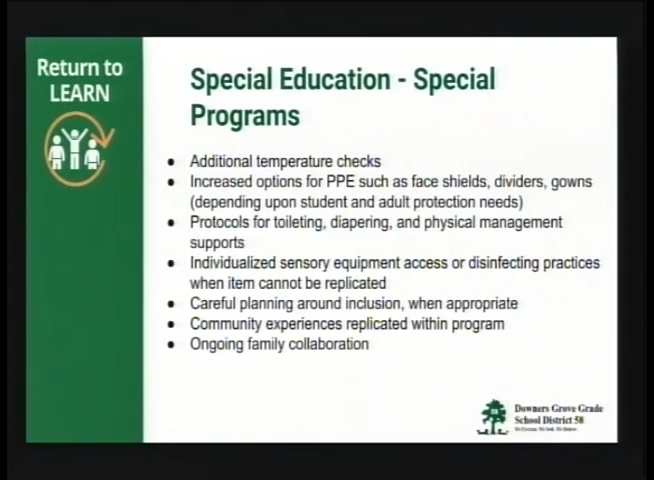 Return to
LEARN
Special Education - Special
Programs
● Additional temperature checks
● Increased options for PPE such as face shields, dividers, gowns
(depending upon student and adult protection needs)
● Protocols for toileting, diapering, and physical management
supports
● Individualized sensory equipment access or disinfecting practices
when item cannot be replicated
● Careful planning around inclusion, when appropriate
● Community experiences replicated within program
● Ongoing family collaboration
Downers Grove Grade
School District 58